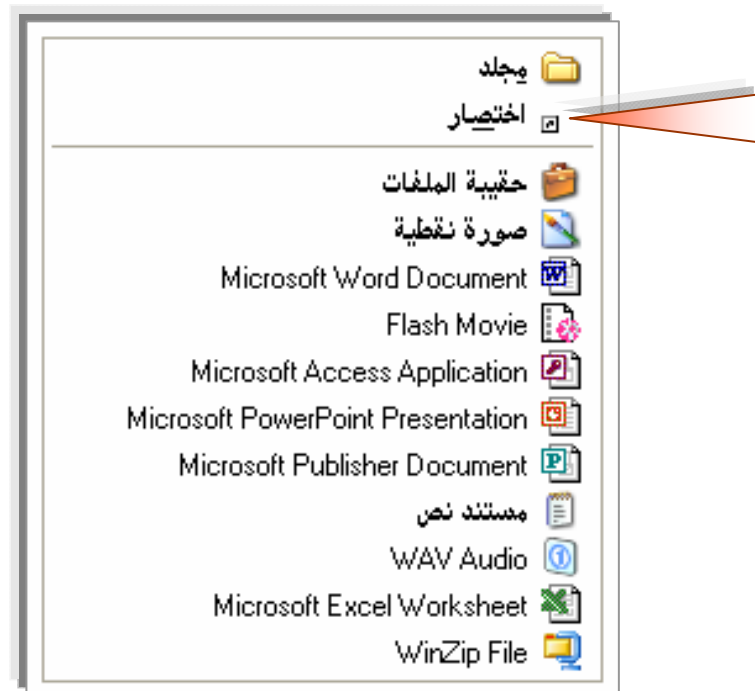 مجلد
اختصار
حقيبة الملفات
صورة نقطية
Microsoft Word Document
Flash Movie
Microsoft Access Application
Microsoft PowerPoint Presentation
Microsoft Publisher Document
مستند نص
WAV Audio
Microsoft Excel Worksheet
WinZip File